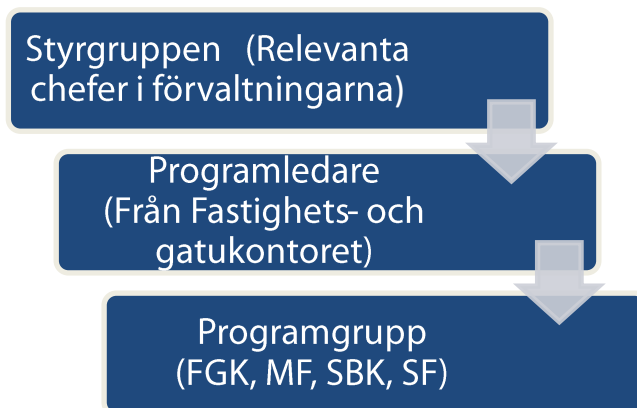 Styrgruppen (Relevanta
chefer i förvaltningarna)
Programledare
(Från Fastighets- och
gatukontoret)
Programgrupp
(FGK, MF, SBK, SF)